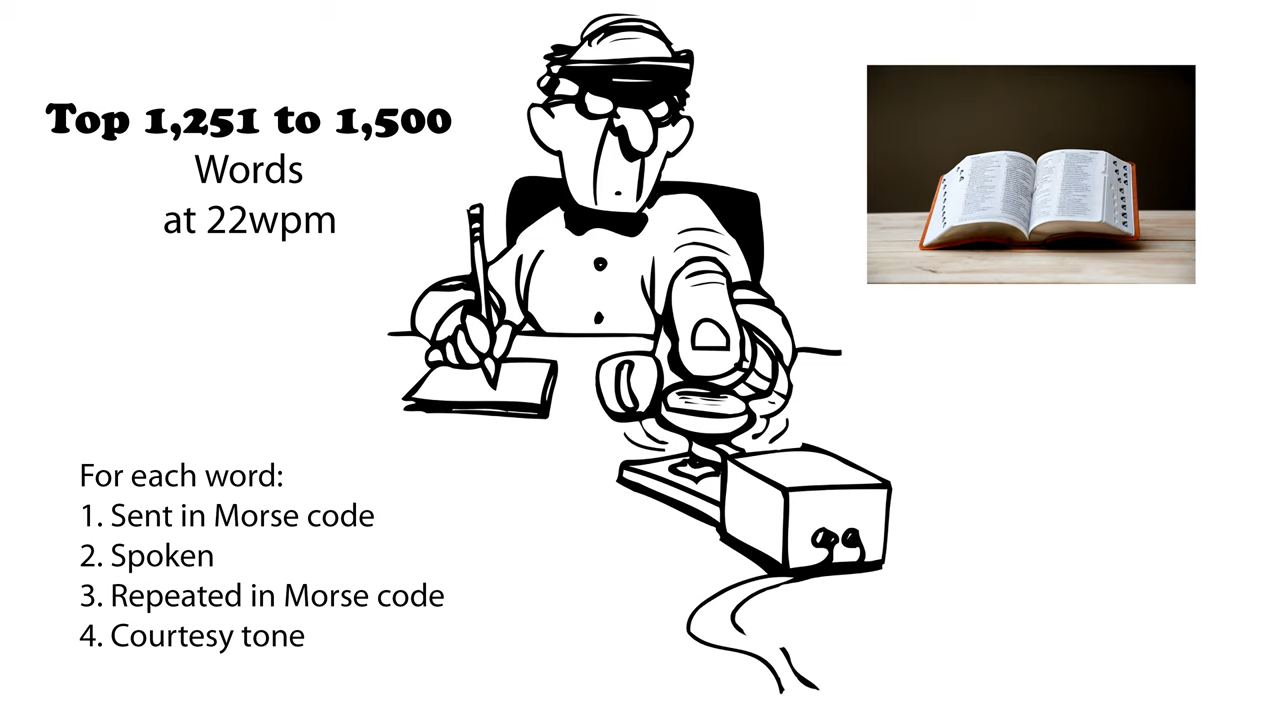 Top 1,251 to 1,500
Words
at 22wpm
For each word:
1. Sent in Morse code
2. Spoken
3. Repeated in Morse code
4. Courtesy tone